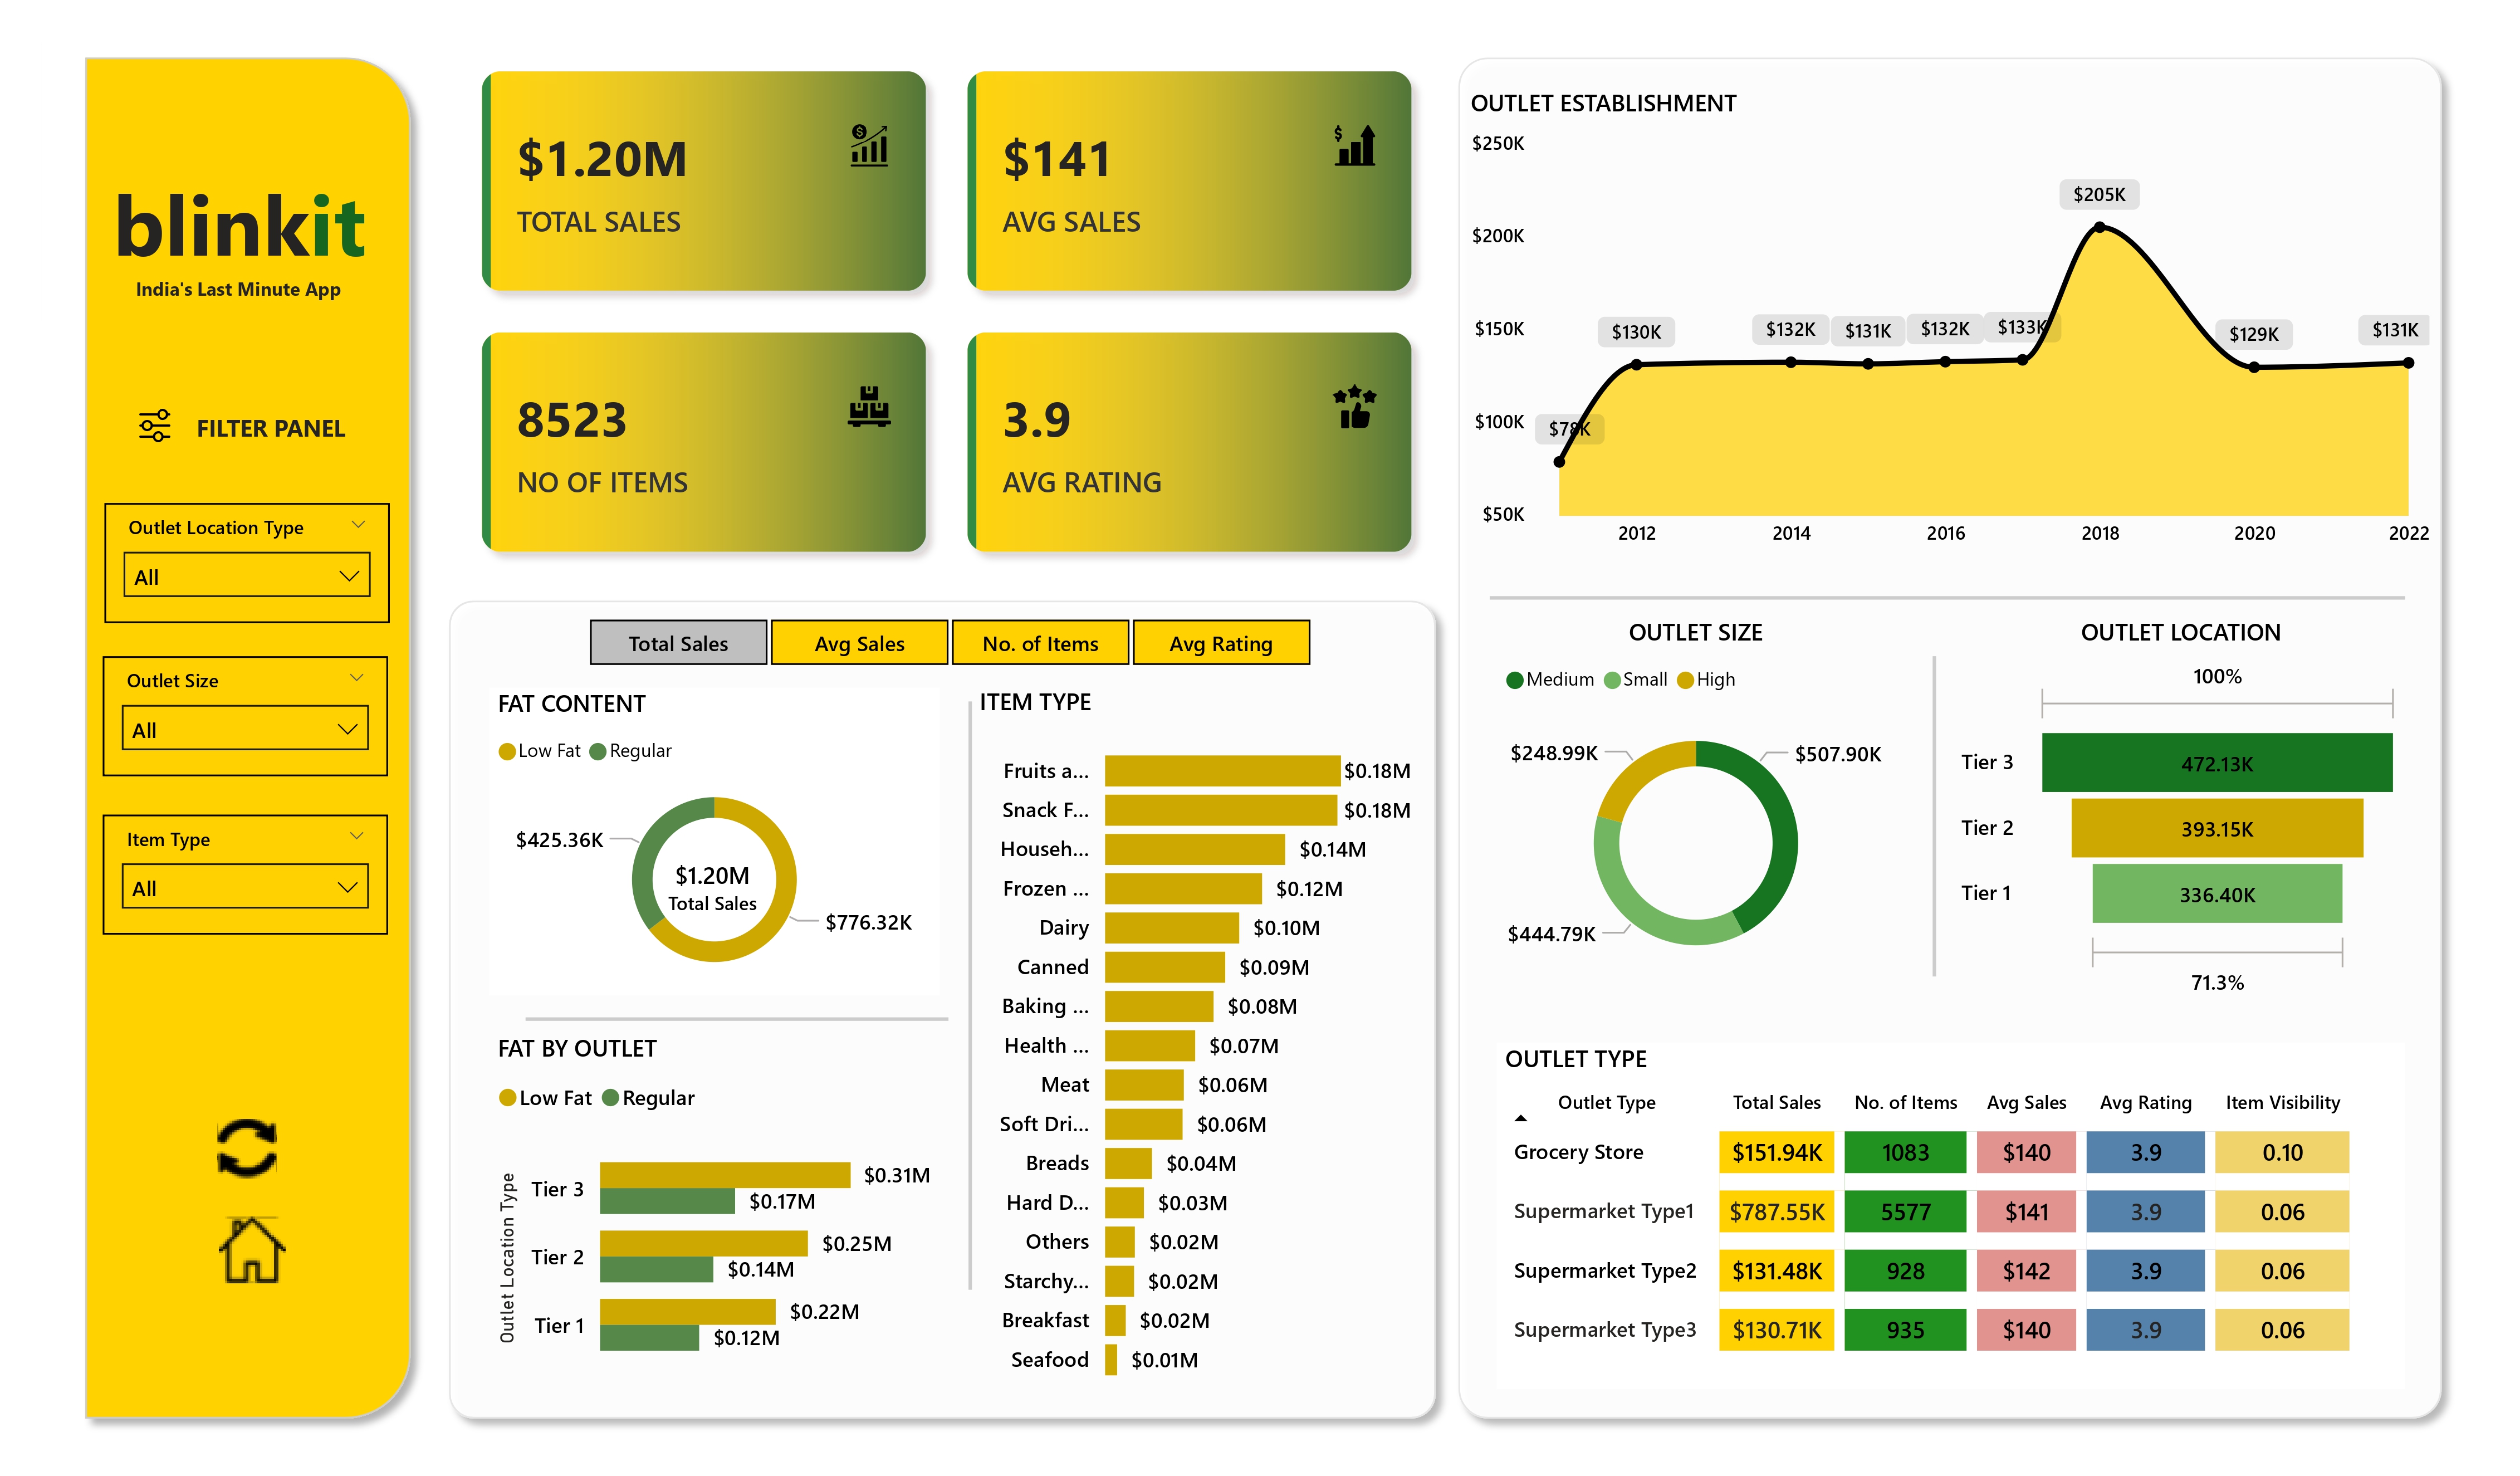 blinkit
India's Last Minute App
FILTER PANEL
Outlet Location Type
All
Outlet Size
All
Item Type
All
$1.20M
TOTAL SALES
$
$141
AVG SALES
$
8523
NO OF ITEMS
3.9
AVG RATING
Total Sales Avg Sales No. of Items Avg Rating
FAT CONTENT
Low Fat Regular
$425.36K
$1.20M
Total Sales
$776.32K
FAT BY OUTLET
Low Fat Regular
Outlet Location Type
Tier 3 $0.31M
$0.17M
Tier 2 $0.25M
$0.14M
Tier 1 $0.22M
$0.12M
ITEM TYPE
Fruits a... $0.18M
Snack F... $0.18M
Househ... $0.14M
Frozen ... $0.12M
Dairy $0.10M
Canned $0.09M
Baking ... $0.08M
Health ... $0.07M
Meat $0.06M
Soft Dri... $0.06M
Breads $0.04M
Hard D... $0.03M
Others $0.02M
Starchy... $0.02M
Breakfast $0.02M
Seafood $0.01M
OUTLET ESTABLISHMENT
$250K
$200K
$150K
$100K
$50K
$78K $130K $132K $131K $132K $133K $205K $129K $131K
2012 2014 2016 2018 2020 2022
OUTLET SIZE
Medium Small High
$248.99K $507.90K
$444.79K
OUTLET LOCATION
100%
Tier 3 472.13K
Tier 2 393.15K
Tier 1 336.40K
71.3%
OUTLET TYPE
Outlet Type Total Sales No. of Items Avg Sales Avg Rating Item Visibility
Grocery Store $151.94K 1083 $140 3.9 0.10
Supermarket Type1 $787.55K 5577 $141 3.9 0.06
Supermarket Type2 $131.48K 928 $142 3.9 0.06
Supermarket Type3 $130.71K 935 $140 3.9 0.06